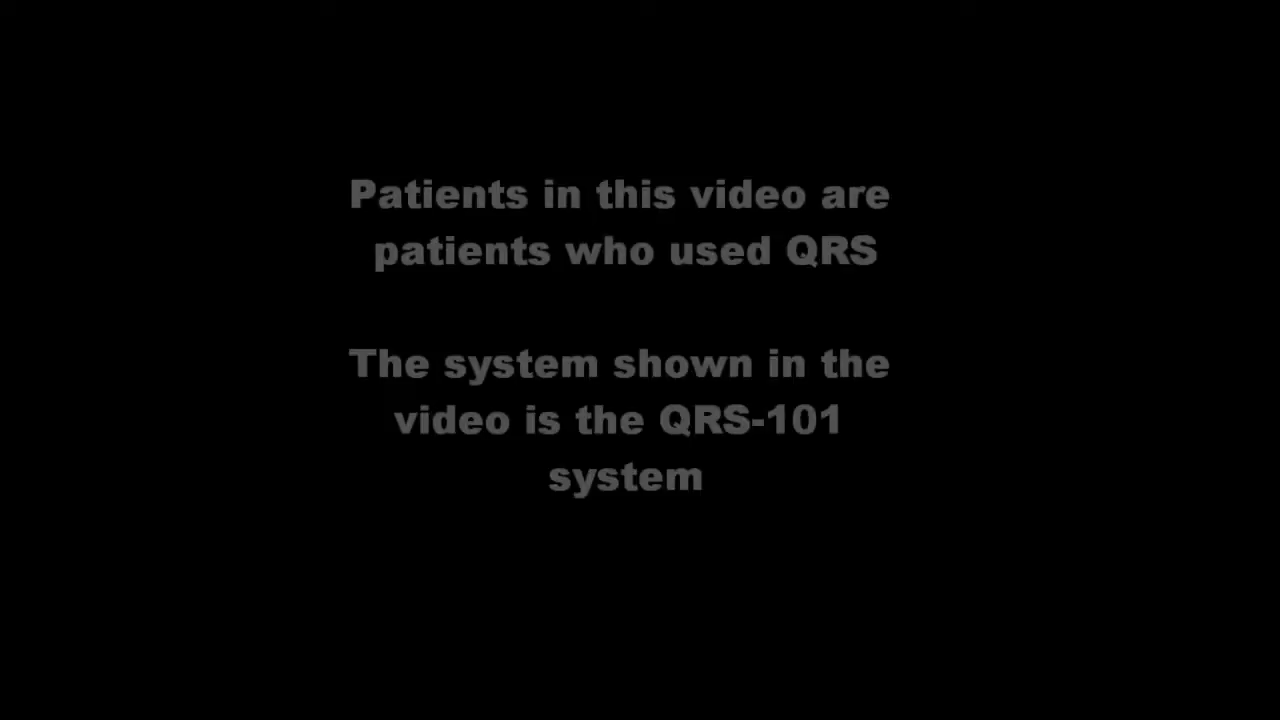 Patients in this video are
patients who used QRS
The system shown in the
video is the QRS-101
system